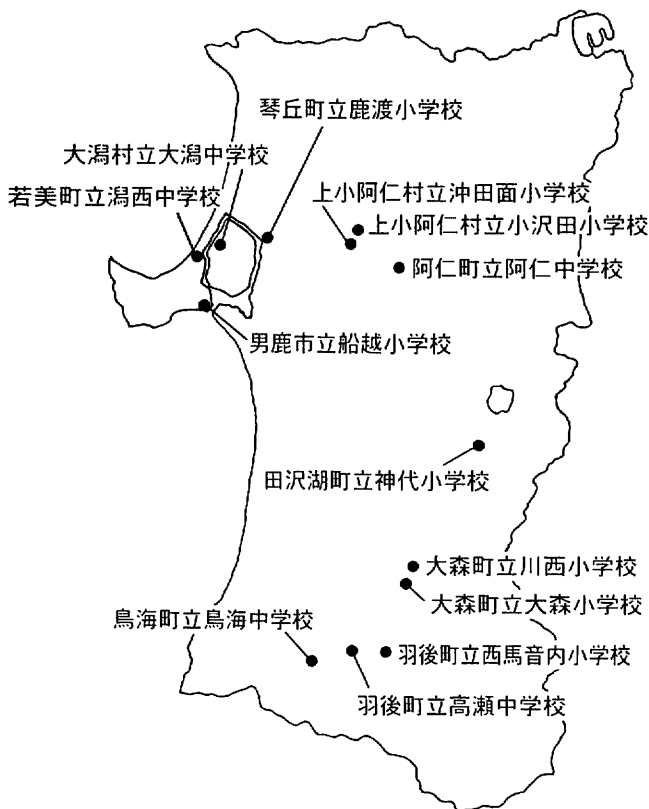 琴丘町立鹿渡小学校
大潟村立大潟中学校
若美町立潟西中学校
上小阿仁村立沖田面小学校
上小阿仁村立小沢田小学校
阿仁町立阿仁中学校
男鹿市立船越小学校
田沢湖町立神代小学校
大森町立川西小学校
大森町立大森小学校
鳥海町立鳥海中学校
羽後町立西馬音内小学校
羽後町立高瀬中学校